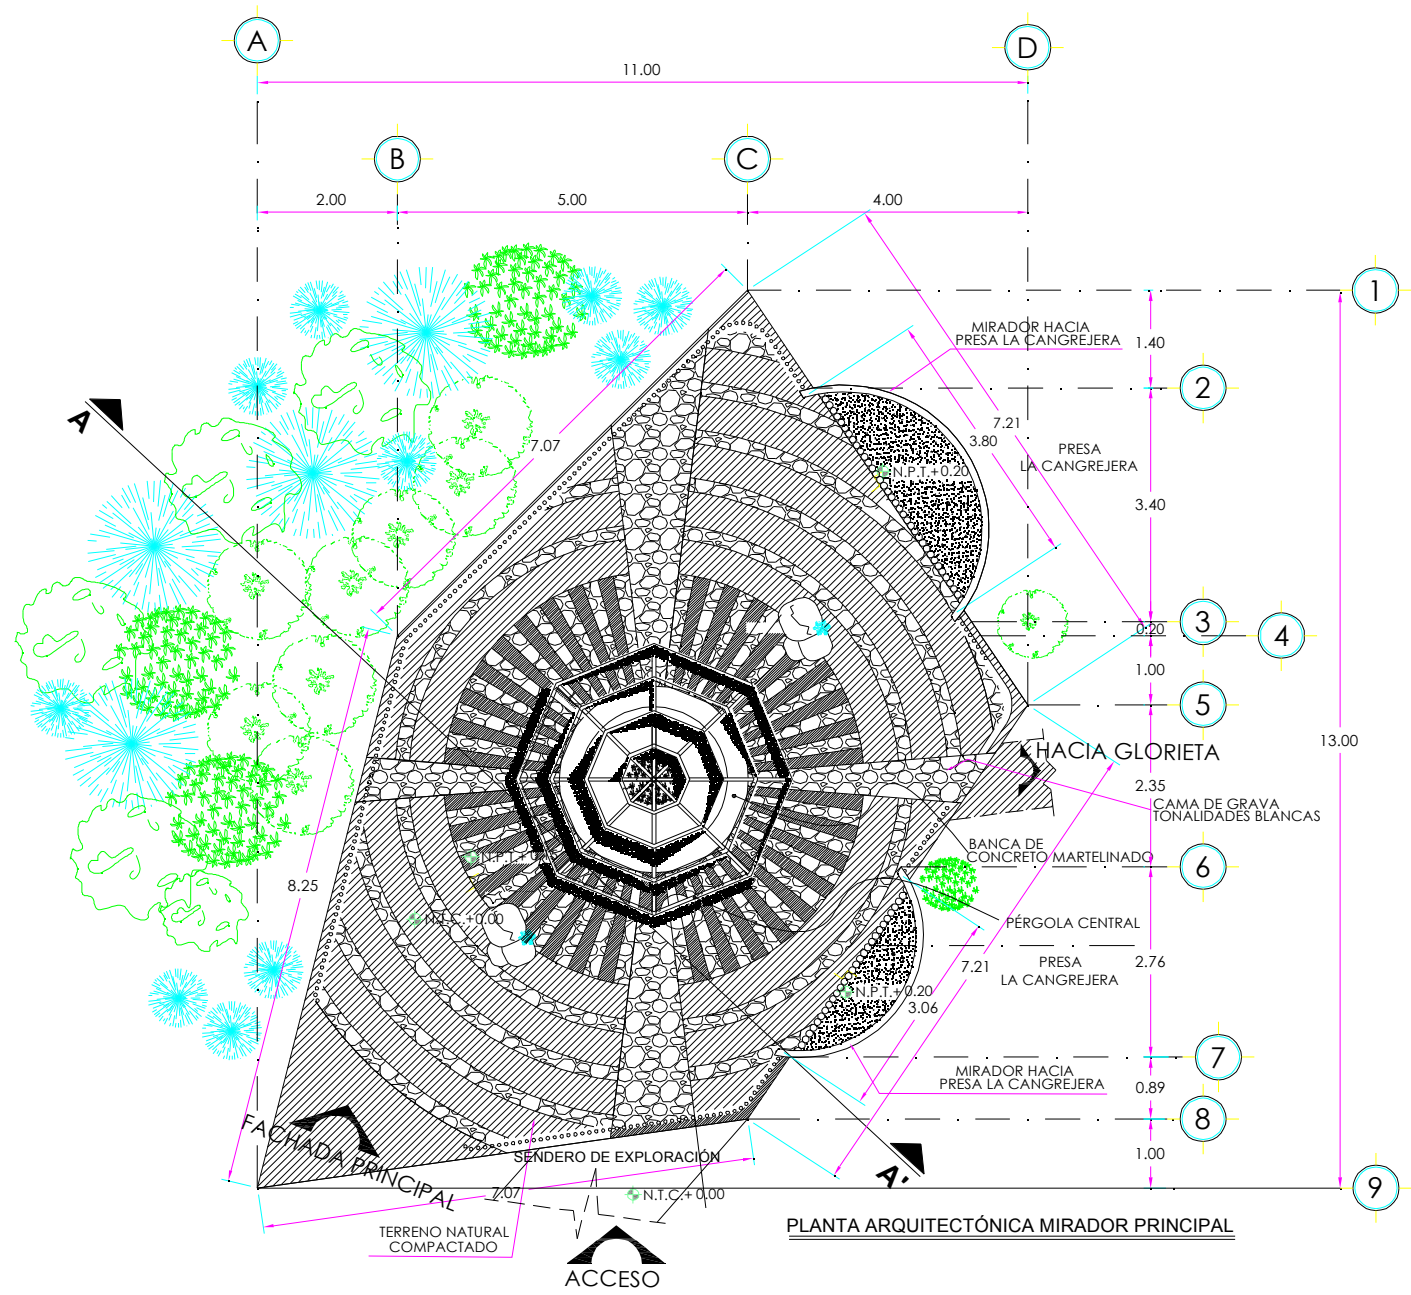 A
D
11.00
B
C
2.00
5.00
4.00
1
MIRADOR HACIA
PRESA LA CANGREJERA
1.40
2
A
7.07
7.21
3.80
PRESA
LA CANGREJERA
N.P.T.+0.20
3.40
3
0.20
4
1.00
5
HACIA GLORIETA
13.00
2.35
CAMA DE GRAVA
TONALIDADES BLANCAS
BANCA DE
CONCRETO MARTELINADO
6
N.P.T.+
8.25
N.T.C.+0.00
PÉRGOLA CENTRAL
PRESA
LA CANGREJERA
2.76
7.21
N.P.T.+0.20
3.06
7
MIRADOR HACIA
PRESA LA CANGREJERA
0.89
8
FACHADA PRINCIPAL
SENDERO DE EXPLORACIÓN
1.00
A'
7.07
N.T.C.+0.00
9
TERRENO NATURAL
COMPACTADO
PLANTA ARQUITECTÓNICA MIRADOR PRINCIPAL
ACCESO